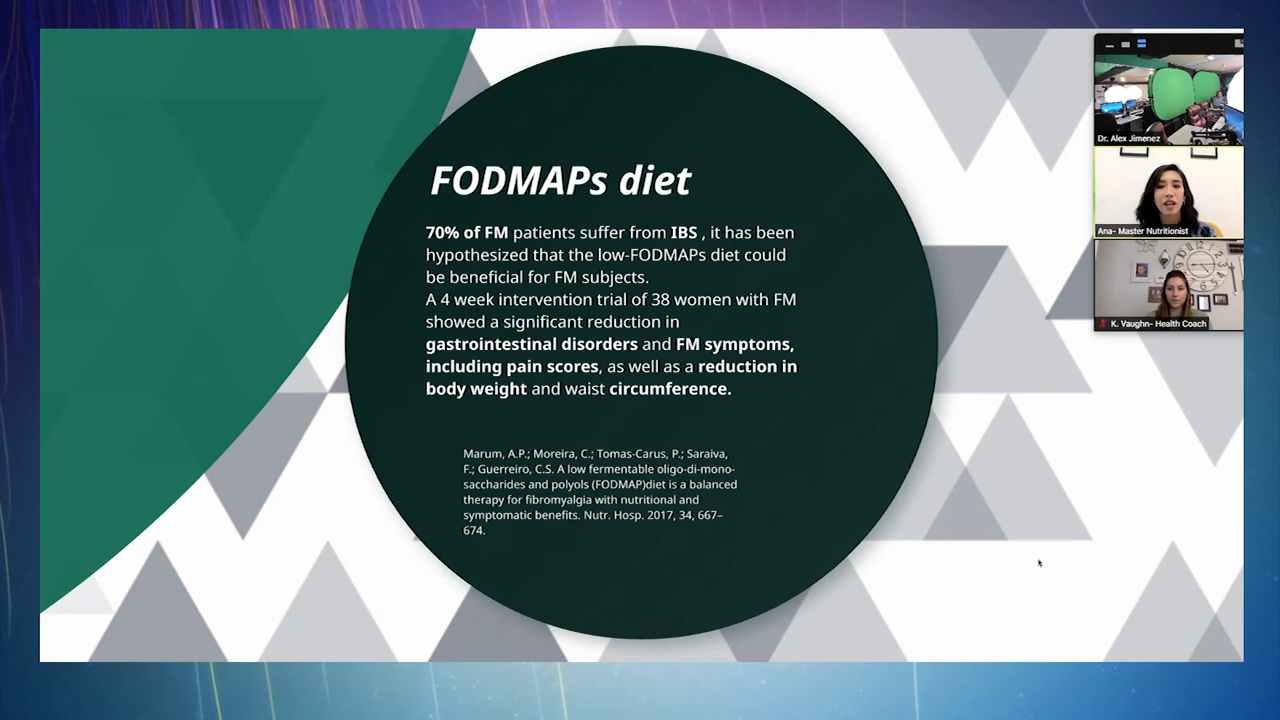 FODMAPs diet
70% of FM patients suffer from IBS , it has been
hypothesized that the low-FODMAPs diet could
be beneficial for FM subjects.
A 4 week intervention trial of 38 women with FM
showed a significant reduction in
gastrointestinal disorders and FM symptoms,
including pain scores, as well as a reduction in
body weight and waist circumference.
Marum, A.P.; Moreira, C.; Tomas-Carus, P.; Saraiva,
F.; Guerreiro, C.S. A low fermentable oligo-di-mono-
saccharides and polyols (FODMAP)diet is a balanced
therapy for fibromyalgia with nutritional and
symptomatic benefits. Nutr. Hosp. 2017, 34, 667–
674.
Dr. Alex Jimenez
Ana- Master Nutritionist
K. Vaughn- Health Coach